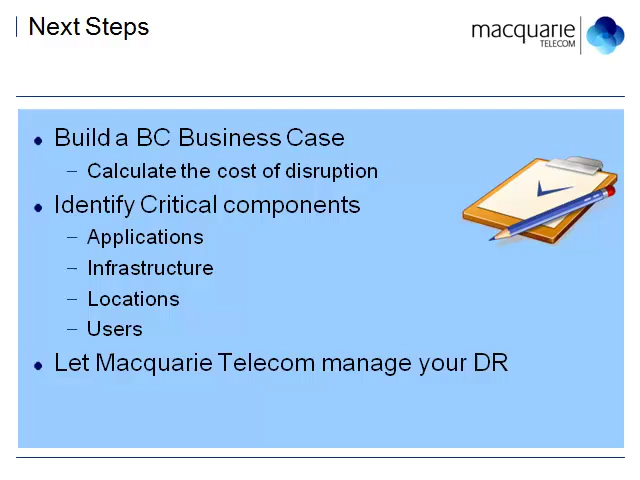 Next Steps
macquarie
TELECOM
• Build a BC Business Case
– Calculate the cost of disruption
• Identify Critical components
– Applications
– Infrastructure
– Locations
– Users
• Let Macquarie Telecom manage your DR